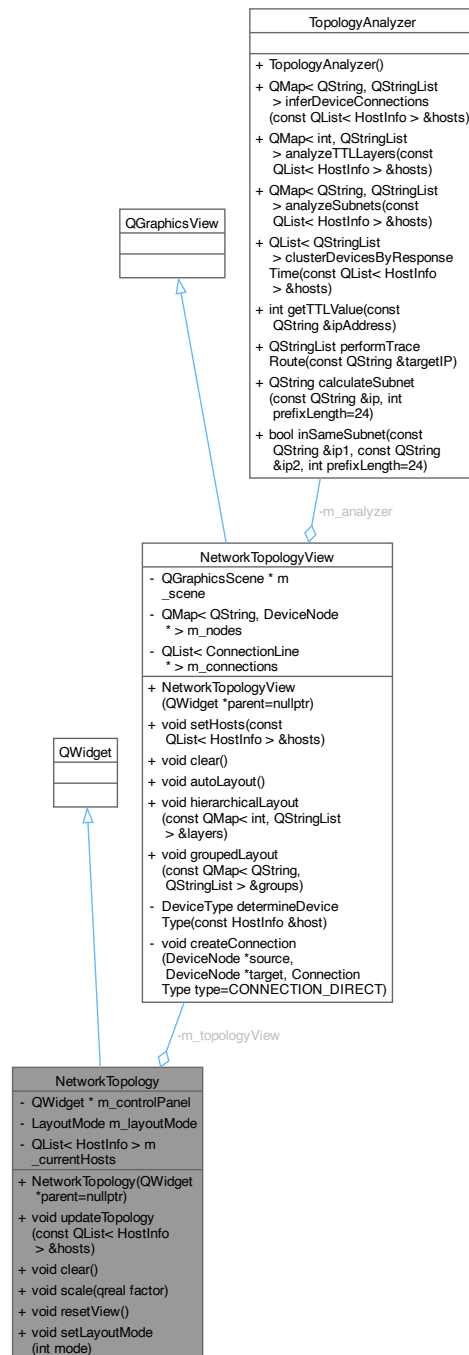 TopologyAnalyzer
+ TopologyAnalyzer()
+ QMap< QString, QStringList
> inferDeviceConnections
(const QList< HostInfo > &hosts)
+ QMap< int, QStringList
> analyzeTTLLayers(const
QList< HostInfo > &hosts)
+ QMap< QString, QStringList
> analyzeSubnets(const
QList< HostInfo > &hosts)
+ QList< QStringList
> clusterDevicesByResponse
Time(const QList< HostInfo
> &hosts)
+ int getTTLValue(const
QString &ipAddress)
+ QStringList performTrace
Route(const QString &targetIP)
+ QString calculateSubnet
(const QString &ip, int
prefixLength=24)
+ bool inSameSubnet(const
QString &ip1, const QString
&ip2, int prefixLength=24)
QGraphicsView
-m_analyzer
NetworkTopologyView
- QGraphicsScene * m
_scene
- QMap< QString, DeviceNode
* > m_nodes
- QList< ConnectionLine
* > m_connections
+ NetworkTopologyView
(QWidget *parent=nullptr)
+ void setHosts(const
QList< HostInfo > &hosts)
+ void clear()
+ void autoLayout()
+ void hierarchicalLayout
(const QMap< int, QStringList
> &layers)
+ void groupedLayout
(const QMap< QString,
QStringList > &groups)
- DeviceType determineDevice
Type(const HostInfo &host)
- void createConnection
(DeviceNode *source,
DeviceNode *target, Connection
Type type=CONNECTION_DIRECT)
QWidget
-m_topologyView
NetworkTopology
- QWidget * m_controlPanel
- LayoutMode m_layoutMode
- QList< HostInfo > m
_currentHosts
+ NetworkTopology(QWidget
*parent=nullptr)
+ void updateTopology
(const QList< HostInfo
> &hosts)
+ void clear()
+ void scale(qreal factor)
+ void resetView()
+ void setLayoutMode
(int mode)